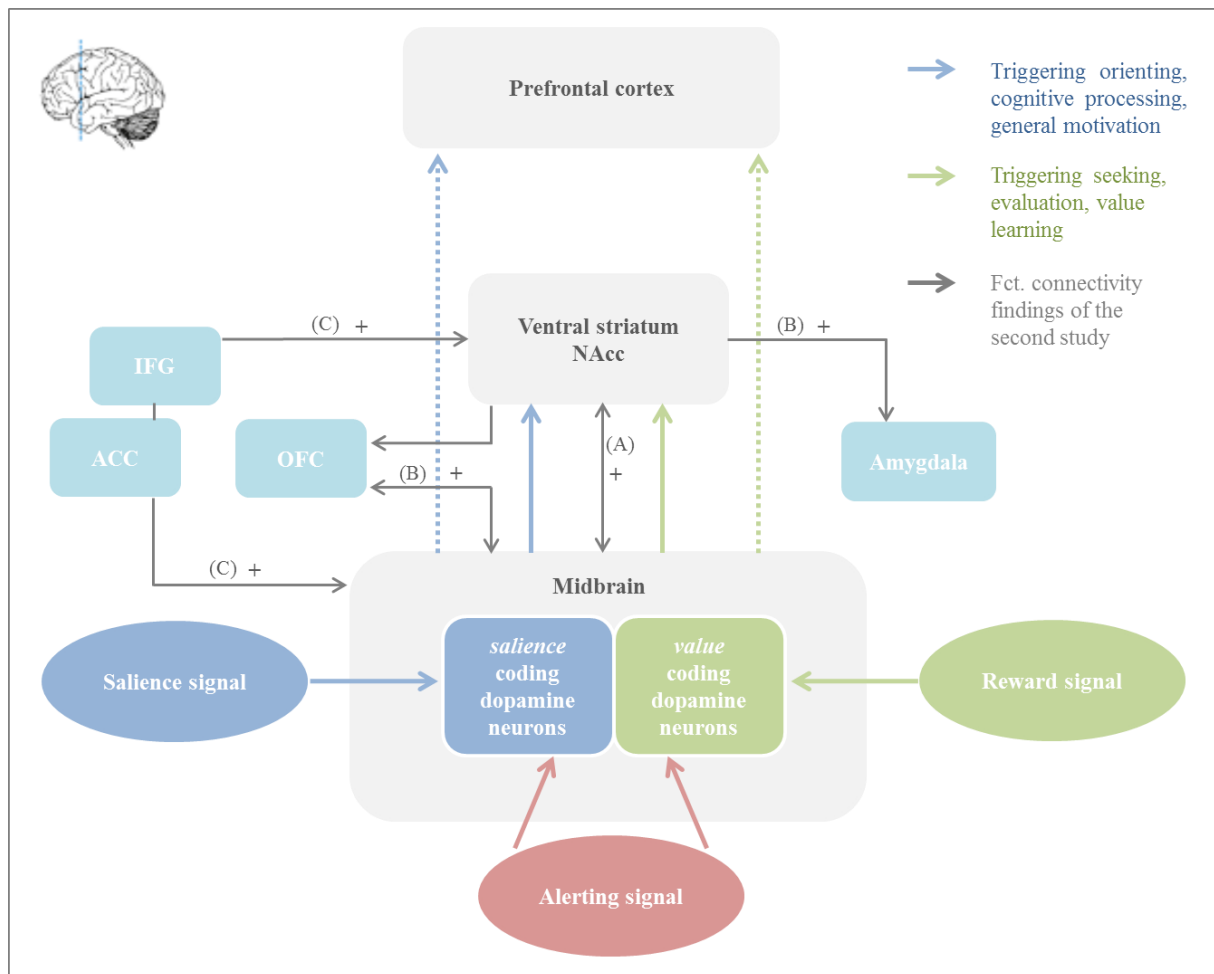 Prefrontal cortex
Triggering orienting,
cognitive processing,
general motivation
Triggering seeking,
evaluation, value
learning
Fct. connectivity
findings of the
second study
(C) +
Ventral striatum
NAcc
(B) +
IFG
ACC
OFC
(A)
+
(B) +
Amygdala
(C) +
Midbrain
salience
coding
dopamine
neurons
value
coding
dopamine
neurons
Salience signal
Reward signal
Alerting signal